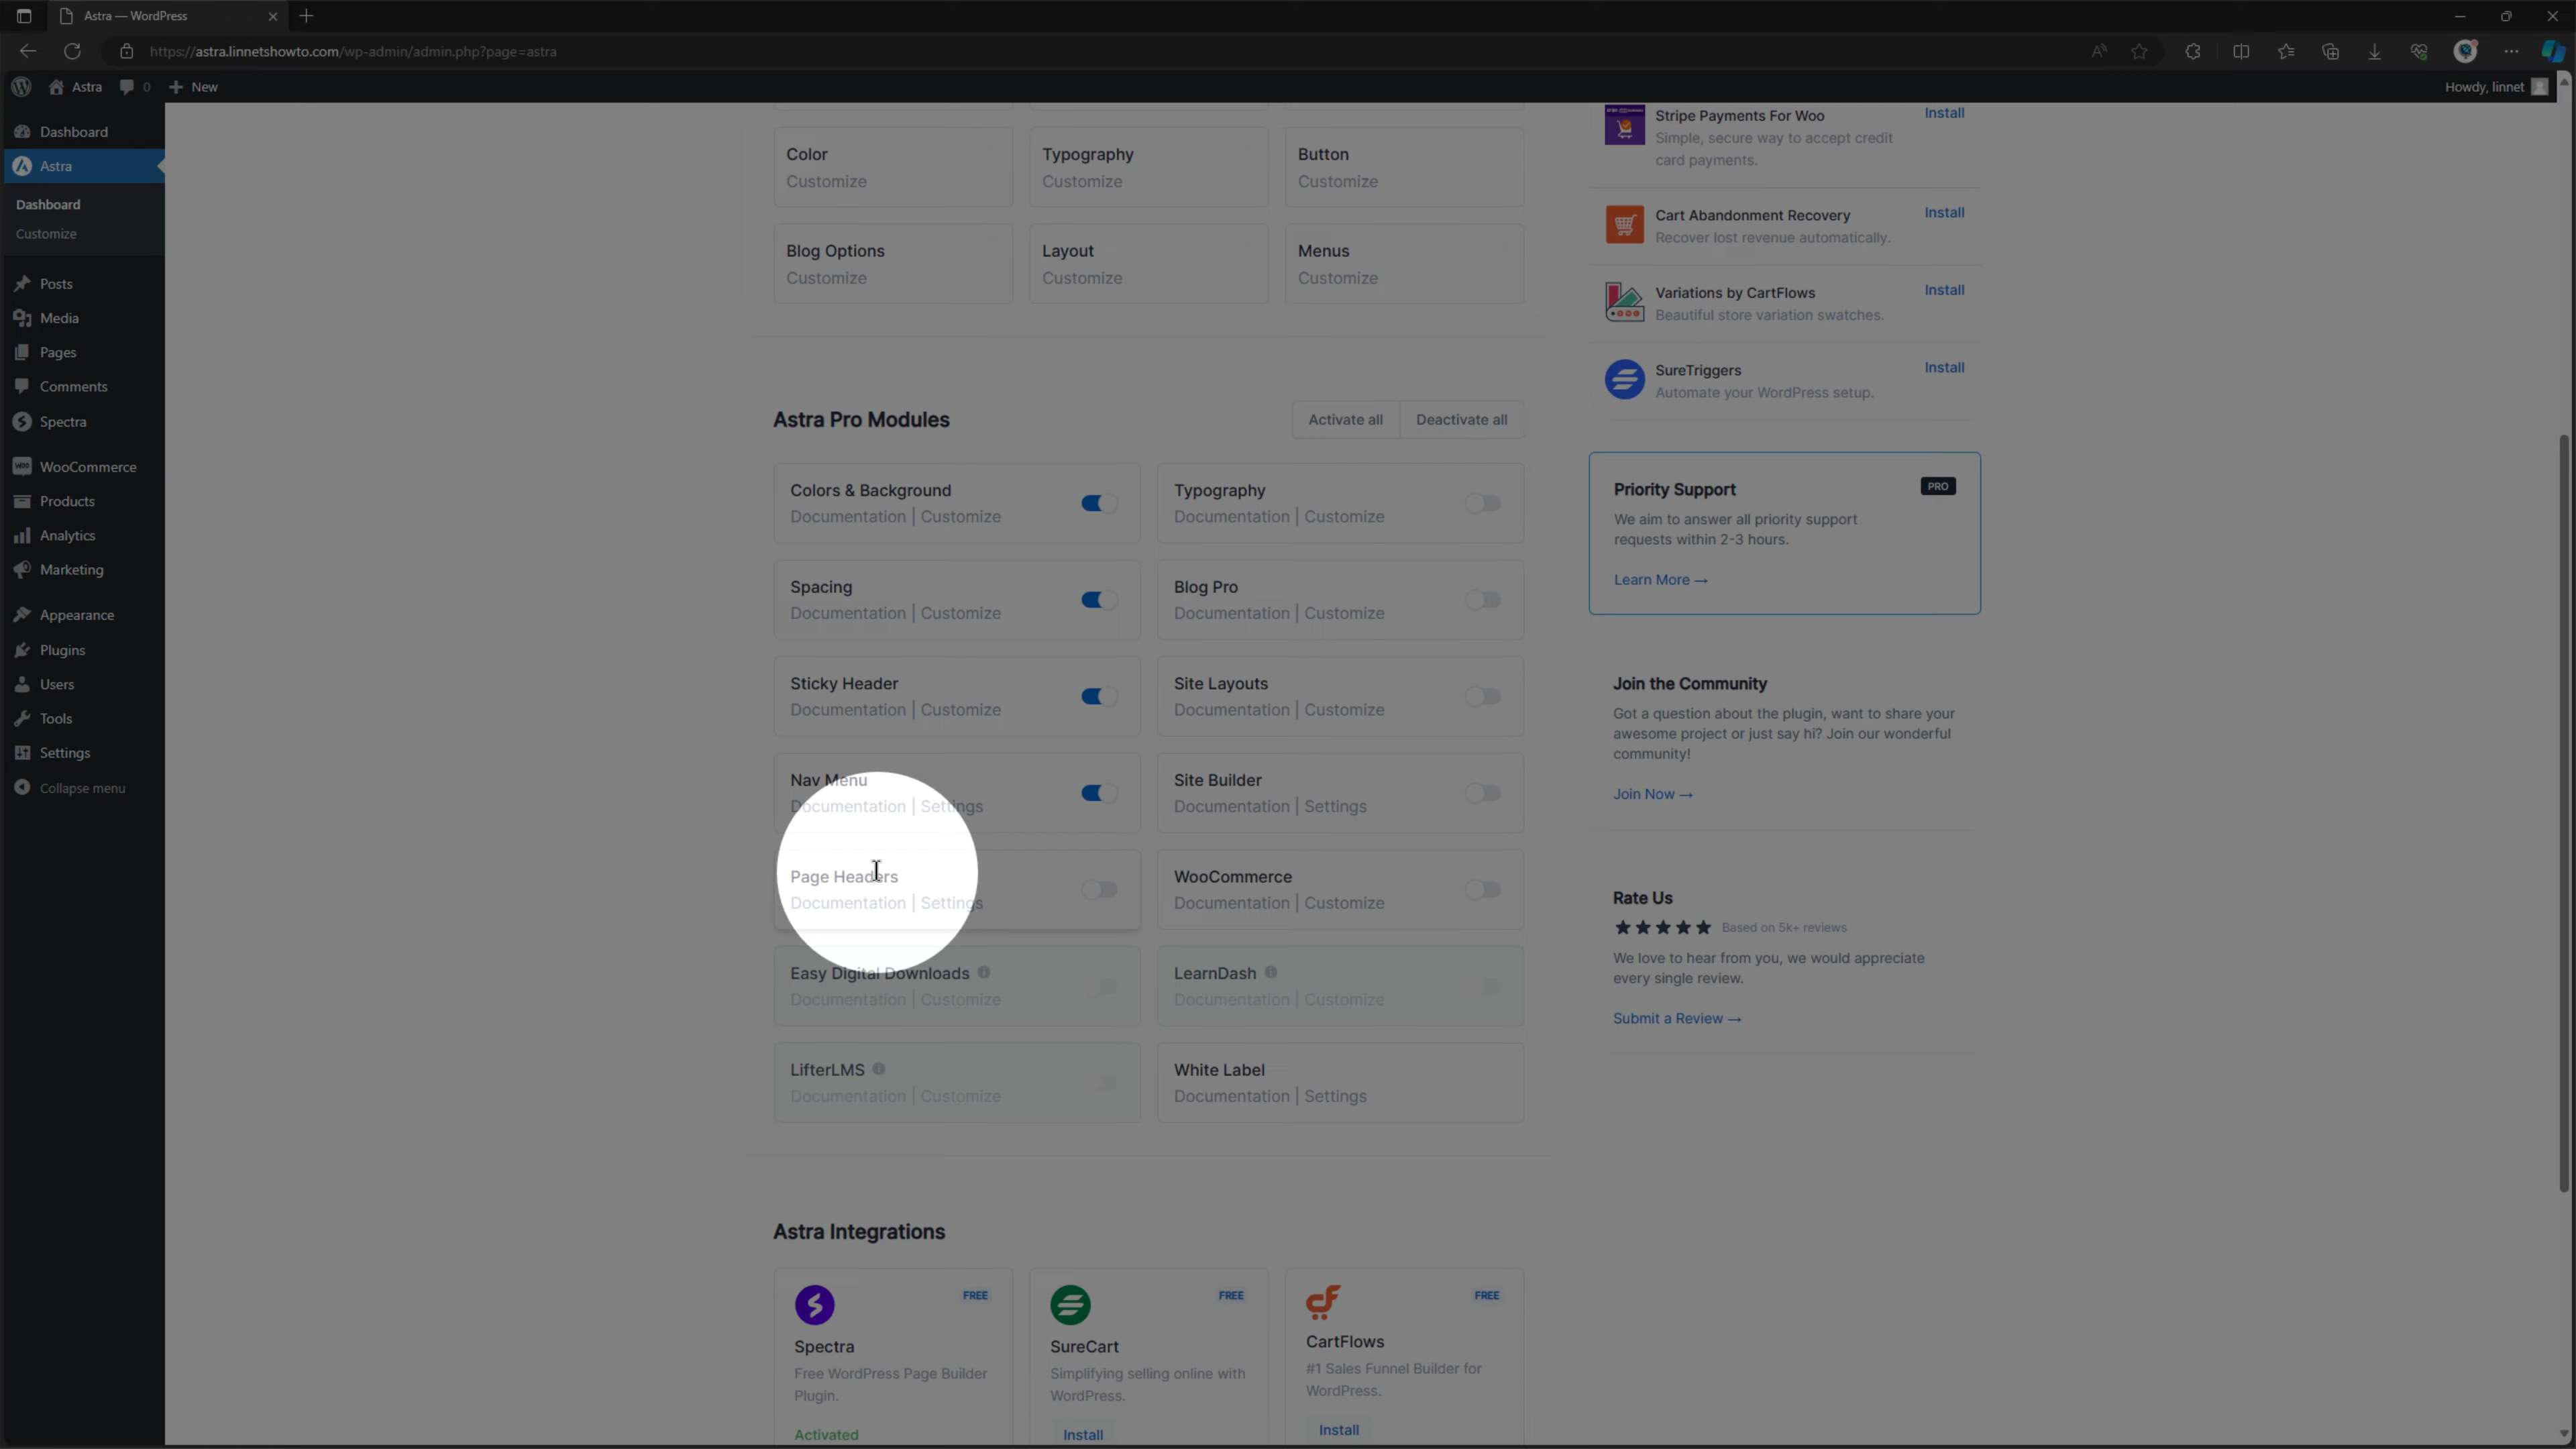 Astra — WordPress
https://astra.linnetshowto.com/wp-admin/admin.php?page=astra
Astra
0
New
Howdy, linnet
Dashboard
Astra
Dashboard
Customize
Posts
Media
Pages
Comments
Spectra
WooCommerce
Products
Analytics
Marketing
Appearance
Plugins
Users
Tools
Settings
Collapse menu
Color
Customize
Typography
Customize
Button
Customize
Blog Options
Customize
Layout
Customize
Menus
Customize
Astra Pro Modules
Activate all
Deactivate all
Colors & Background
Documentation | Customize
Typography
Documentation | Customize
Spacing
Documentation | Customize
Blog Pro
Documentation | Customize
Sticky Header
Documentation | Customize
Site Layouts
Documentation | Customize
Nav Menu
Documentation | Settings
Site Builder
Documentation | Settings
Page Headers
Documentation | Settings
WooCommerce
Documentation | Customize
Easy Digital Downloads
Documentation | Customize
LearnDash
Documentation | Customize
LifterLMS
Documentation | Customize
White Label
Documentation | Settings
Astra Integrations
FREE
Spectra
Free WordPress Page Builder
Plugin.
Activated
FREE
SureCart
Simplifying selling online with
WordPress.
Install
FREE
CartFlows
#1 Sales Funnel Builder for
WordPress.
Install
Stripe Payments For Woo
Install
Simple, secure way to accept credit
card payments.
Cart Abandonment Recovery
Install
Recover lost revenue automatically.
Variations by CartFlows
Install
Beautiful store variation swatches.
SureTriggers
Install
Automate your WordPress setup.
Priority Support
PRO
We aim to answer all priority support
requests within 2-3 hours.
Learn More →
Join the Community
Got a question about the plugin, want to share your
awesome project or just say hi? Join our wonderful
community!
Join Now →
Rate Us
Based on 5k+ reviews
We love to hear from you, we would appreciate
every single review.
Submit a Review →